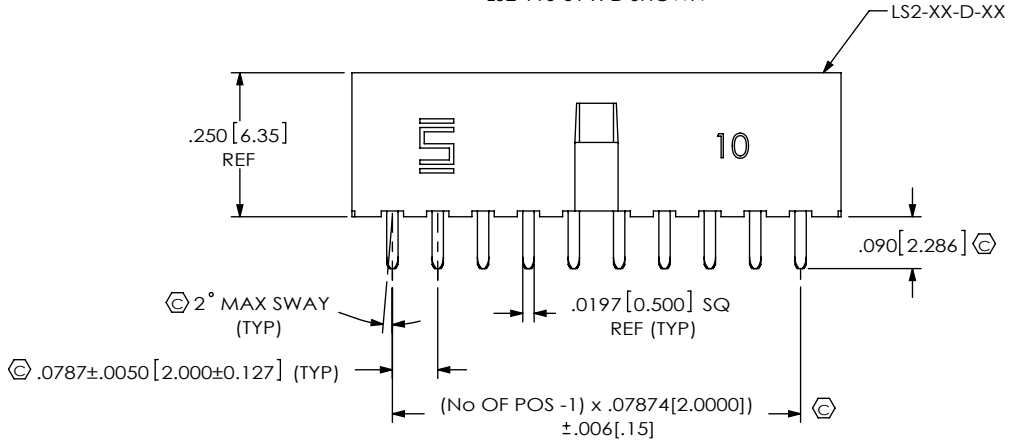 LS2-XX-D-XX
.250 [6.35]
REF
10
.090[2.286] C
C 2° MAX SWAY
(TYP)
.0197 [0.500] SQ
REF (TYP)
C .0787±.0050 [2.000±0.127] (TYP)
(No OF POS -1) x .07874[2.0000]) C
±.006[.15]